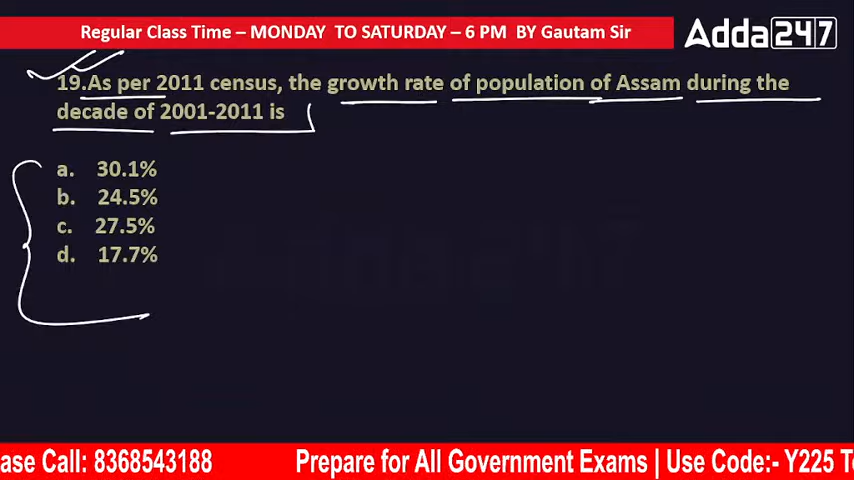 Regular Class Time – MONDAY TO SATURDAY – 6 PM BY Gautam Sir
Adda247
19.As per 2011 census, the growth rate of population of Assam during the
decade of 2001-2011 is
a. 30.1%
b. 24.5%
c. 27.5%
d. 17.7%
ase Call: 8368543188 Prepare for All Government Exams | Use Code:- Y225 To